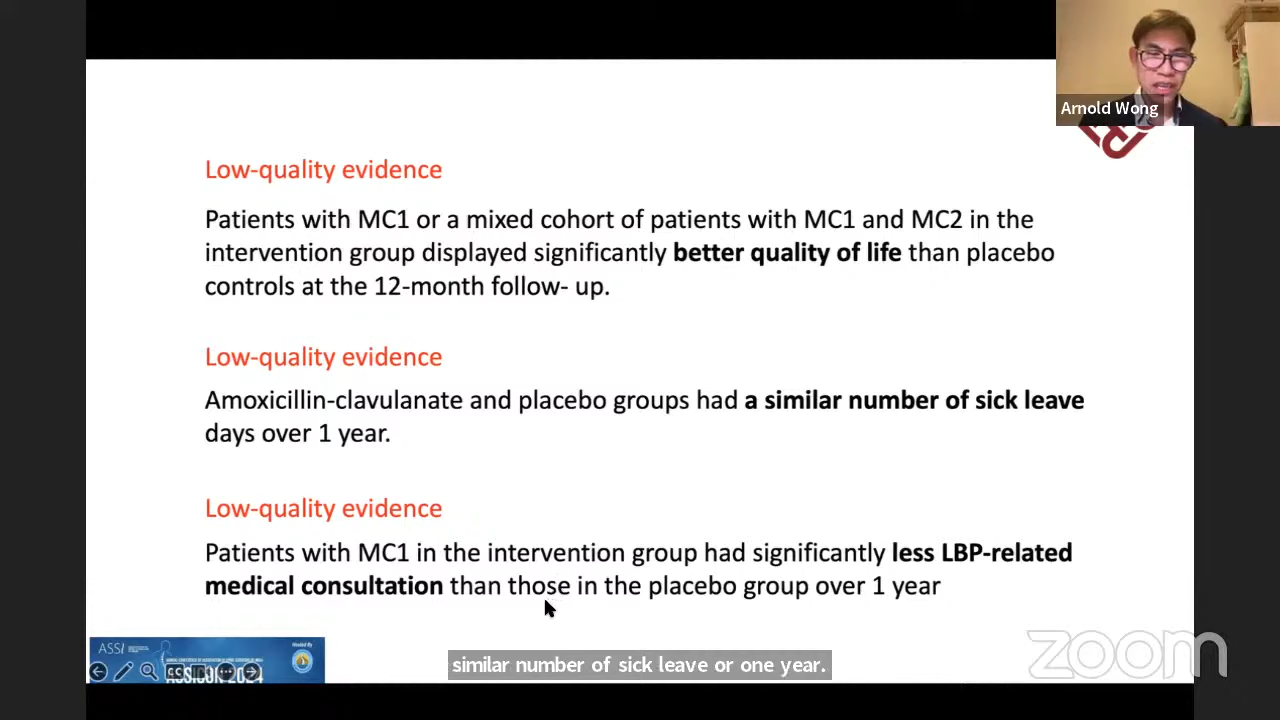 Arnold Wong
Low-quality evidence
Patients with MC1 or a mixed cohort of patients with MC1 and MC2 in the
intervention group displayed significantly better quality of life than placebo
controls at the 12-month follow- up.
Low-quality evidence
Amoxicillin-clavulanate and placebo groups had a similar number of sick leave
days over 1 year.
Low-quality evidence
Patients with MC1 in the intervention group had significantly less LBP-related
medical consultation than those in the placebo group over 1 year
ASSI
Hosted By
ASSICON 2024
similar number of sick leave or one year.
zoom